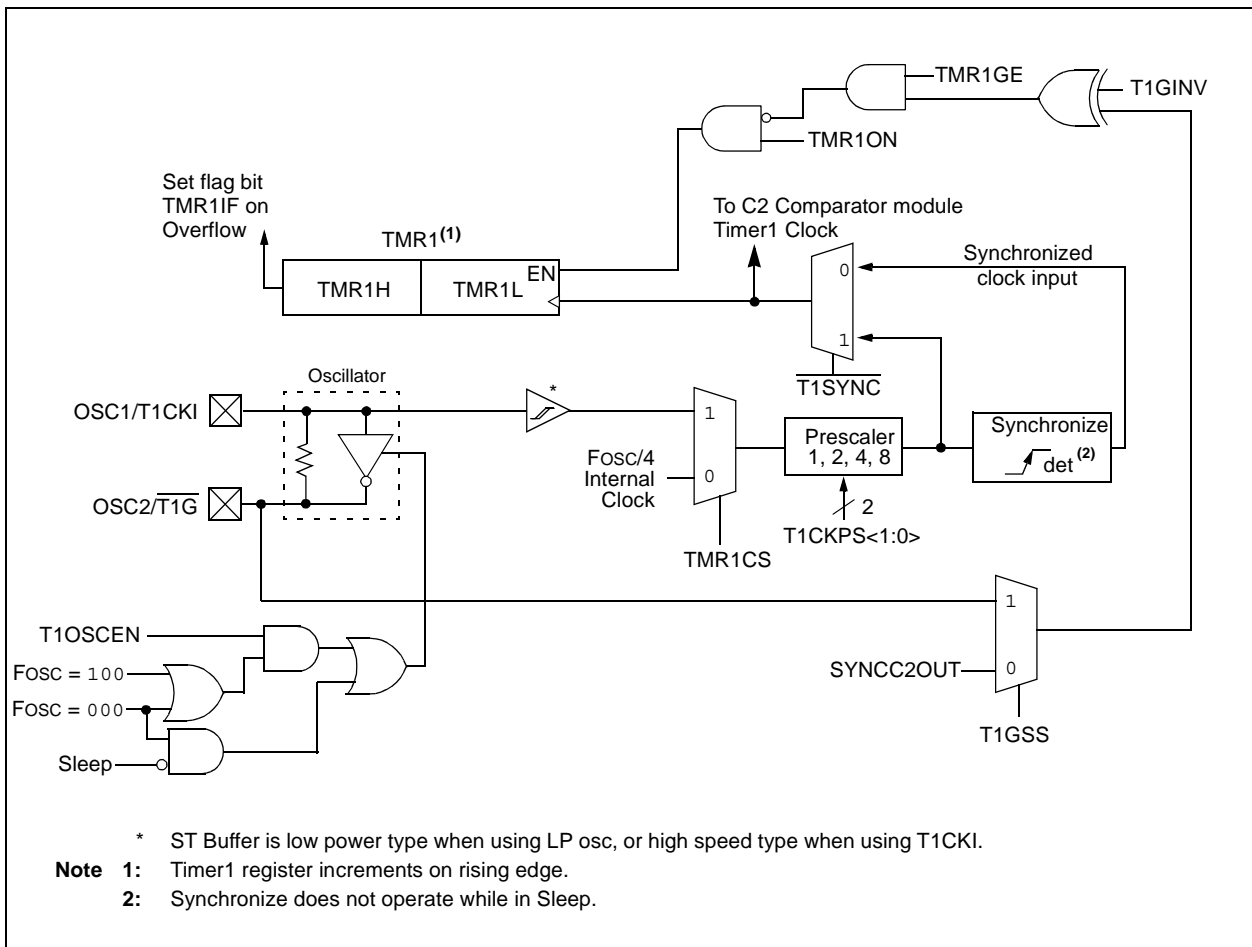 TMR1GE
T1GINV
TMR1ON
Set flag bit
TMR1IF on
Overflow
To C2 Comparator module
Timer1 Clock
TMR1(1)
EN
TMR1H
TMR1L
0
Synchronized
clock input
1
T1SYNC
Oscillator
*
OSC1/T1CKI
1
Prescaler
1, 2, 4, 8
Synchronize
det (2)
FOSC/4
Internal
Clock
0
OSC2/T1G
2
T1CKPS<1:0>
TMR1CS
1
T1OSCEN
SYNCC2OUT
0
FOSC = 100
FOSC = 000
T1GSS
Sleep
* ST Buffer is low power type when using LP osc, or high speed type when using T1CKI.
Note 1: Timer1 register increments on rising edge.
2: Synchronize does not operate while in Sleep.